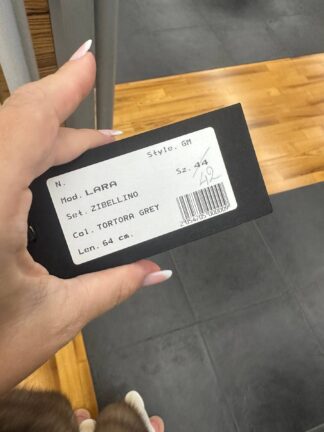 N. Style. GM
Mod. LARA Sz. 44
42
Set. ZIBELLINO
Col. TORTORA GREY
Len. 64 cm.